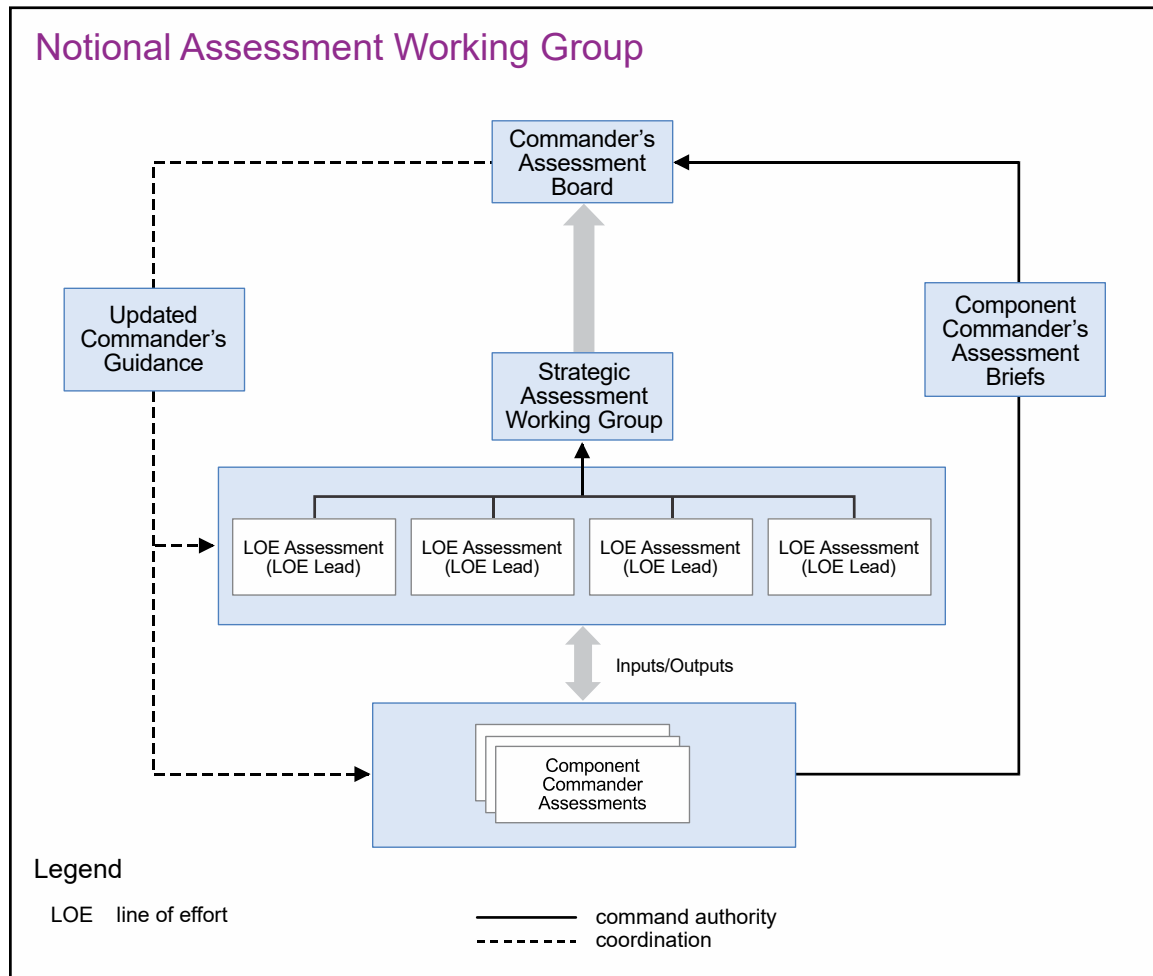 Notional Assessment Working Group
Commander’s
Assessment
Board
Updated
Commander’s
Guidance
Component
Commander’s
Assessment
Briefs
Strategic
Assessment
Working Group
LOE Assessment
(LOE Lead)
LOE Assessment
(LOE Lead)
LOE Assessment
(LOE Lead)
LOE Assessment
(LOE Lead)
Inputs/Outputs
Component
Commander
Assessments
Legend
LOE line of effort
command authority
coordination